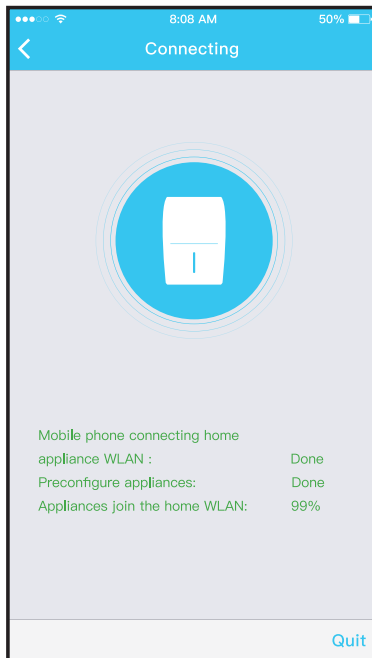 8:08 AM 50%
Connecting
Mobile phone connecting home
appliance WLAN : Done
Preconfigure appliances: Done
Appliances join the home WLAN: 99%
Quit